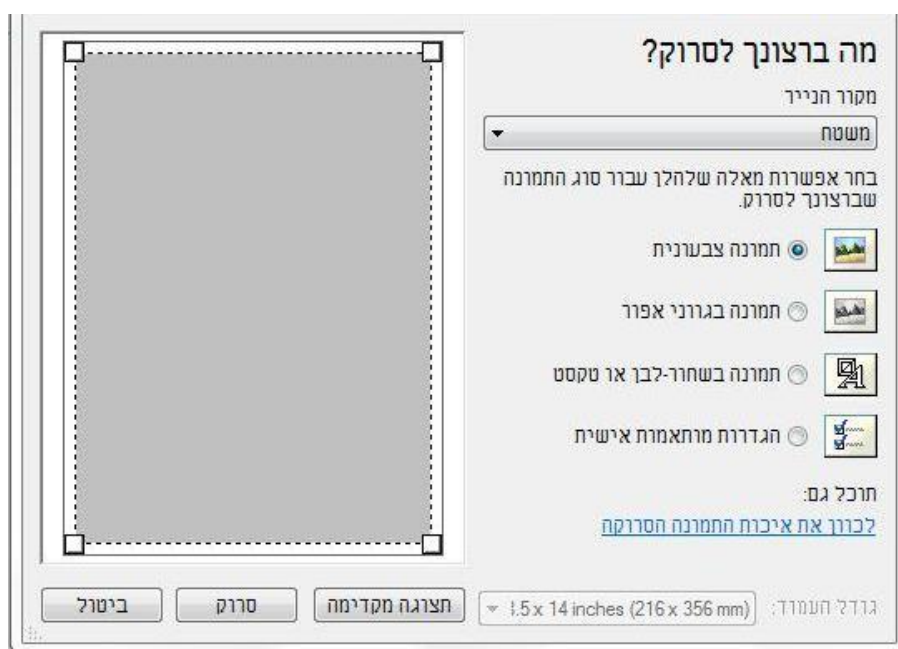 מה ברצונך לסרוק?
מקור הנייר
משטח
בחר אפשרות מאלה שלהלן עבור סוג התמונה
שברצונך לסרוק.
תמונה צבעונית
תמונה בגווני אפור
תמונה בשחור-לבן או טקסט
הגדרות מותאמות אישית
תוכל גם:
לכוון את איכות התמונה הסרוקה
גודל העמוד:
.5 x 14 inches (216 x 356 mm)
תצוגה מקדימה
סרוק
ביטול